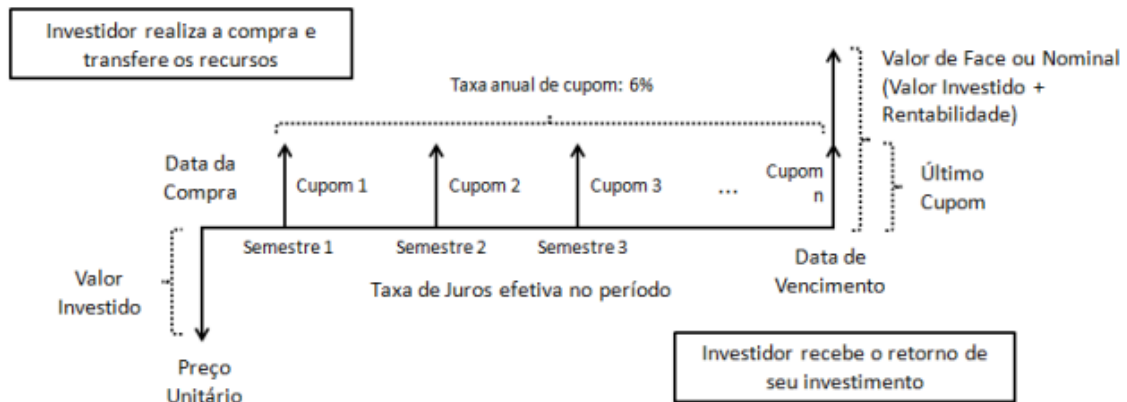 Investidor realiza a compra e
transfere os recursos
Taxa anual de cupom: 6%
Valor de Face ou Nominal
(Valor Investido +
Rentabilidade)
Data da
Compra
Cupom 1
Cupom 2
Cupom 3
...
Cupom
n
Último
Cupom
Semestre 1
Semestre 2
Semestre 3
Data de
Vencimento
Valor
Investido
Taxa de Juros efetiva no período
Preço
Unitário
Investidor recebe o retorno de
seu investimento